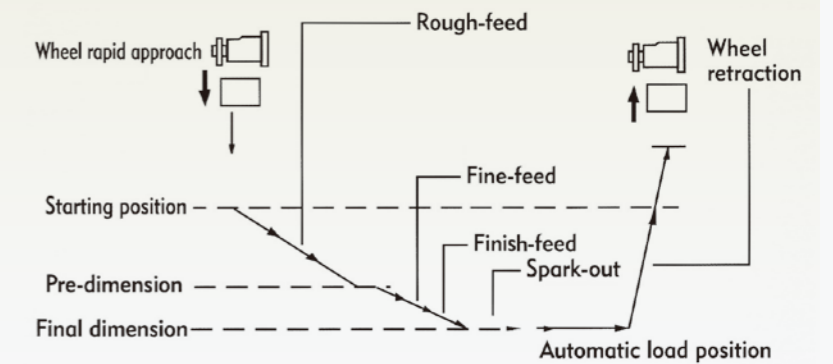 Rough-feed
Wheel rapid approach
Wheel
retraction
Fine-feed
Starting position
Finish-feed
Spark-out
Pre-dimension
Final dimension
Automatic load position